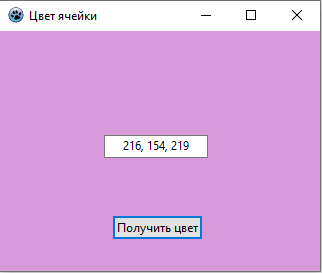 Цвет ячейки
216, 154, 219
Получить цвет